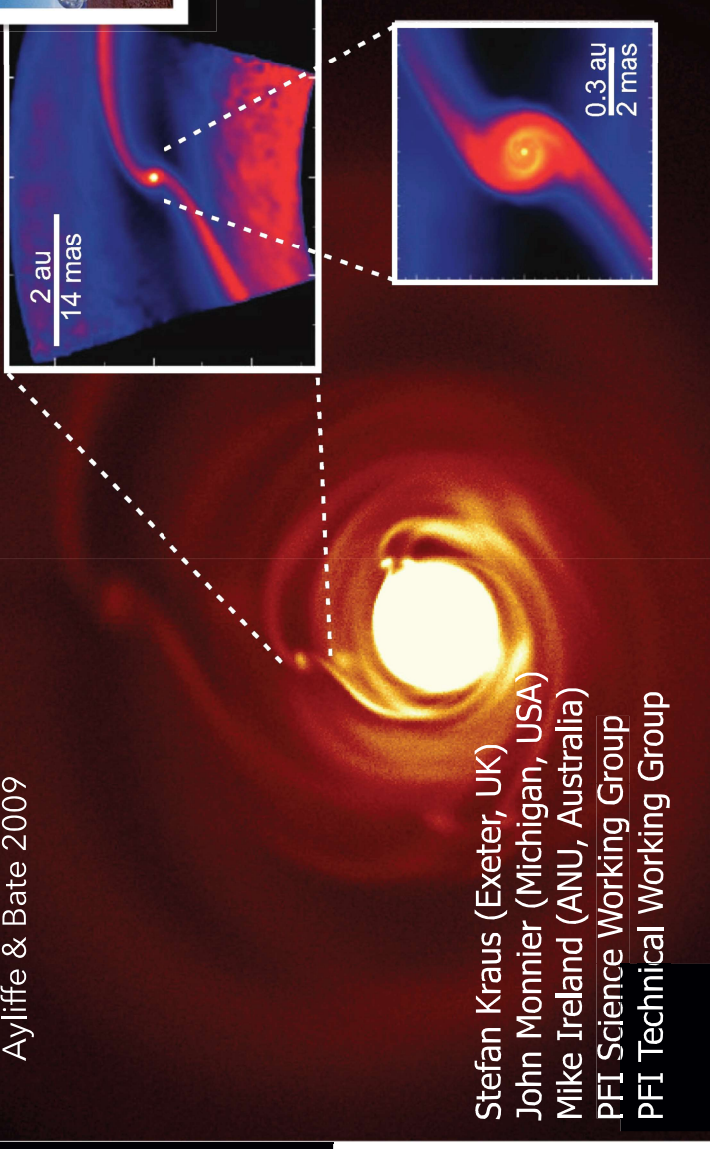 Ayliffe & Bate 2009
2 au
14 mas
0.3 au
2 mas
Stefan Kraus (Exeter, UK)
John Monnier (Michigan, USA)
Mike Ireland (ANU, Australia)
PFI Science Working Group
PFI Technical Working Group